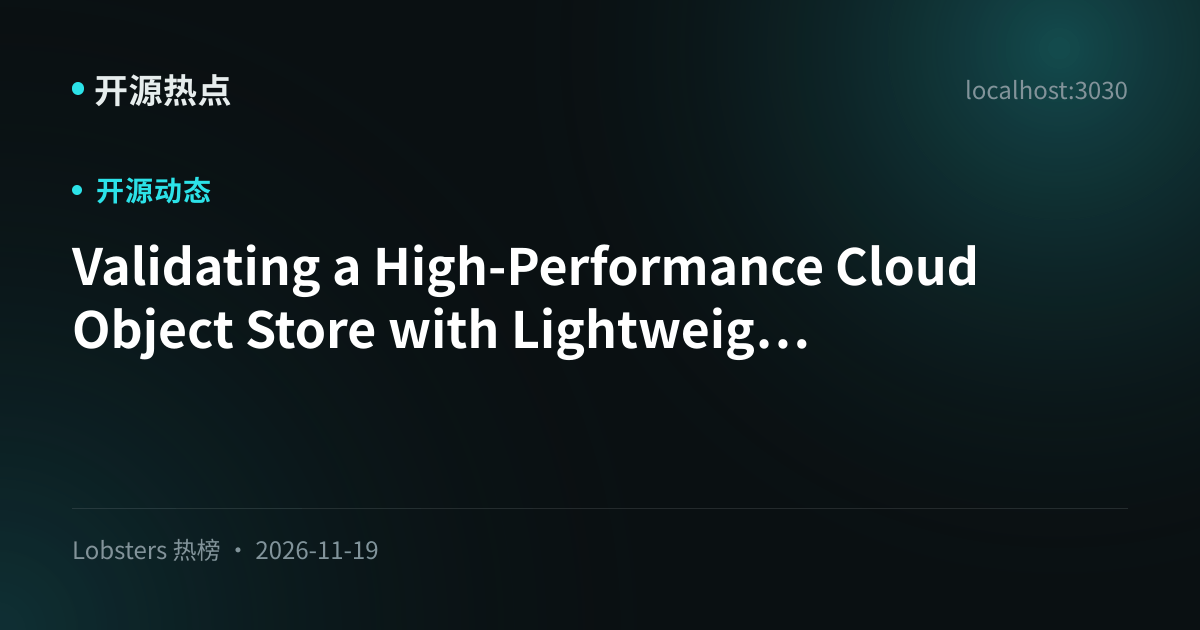 开源热点
localhost:3030
开源动态
Validating a High-Performance Cloud
Object Store with Lightweig…
Lobsters 热榜 · 2026-11-19